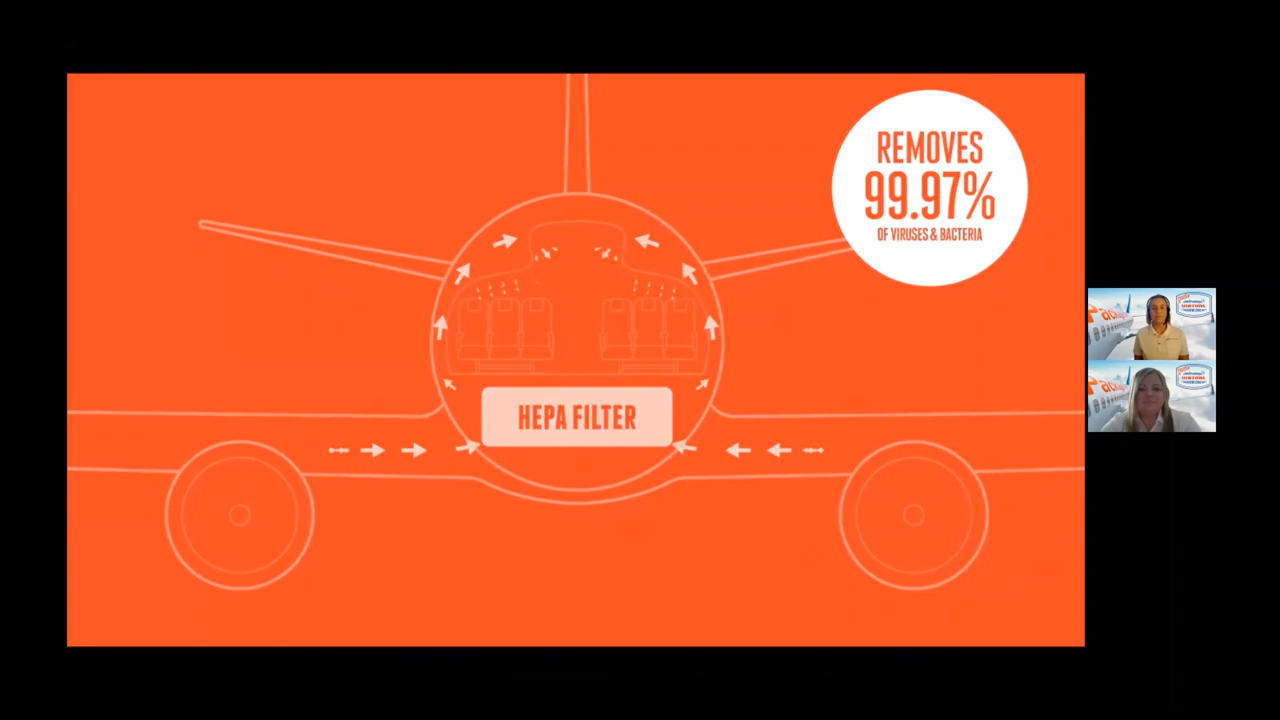 REMOVES
99.97%
OF VIRUSES & BACTERIA
HEPA FILTER